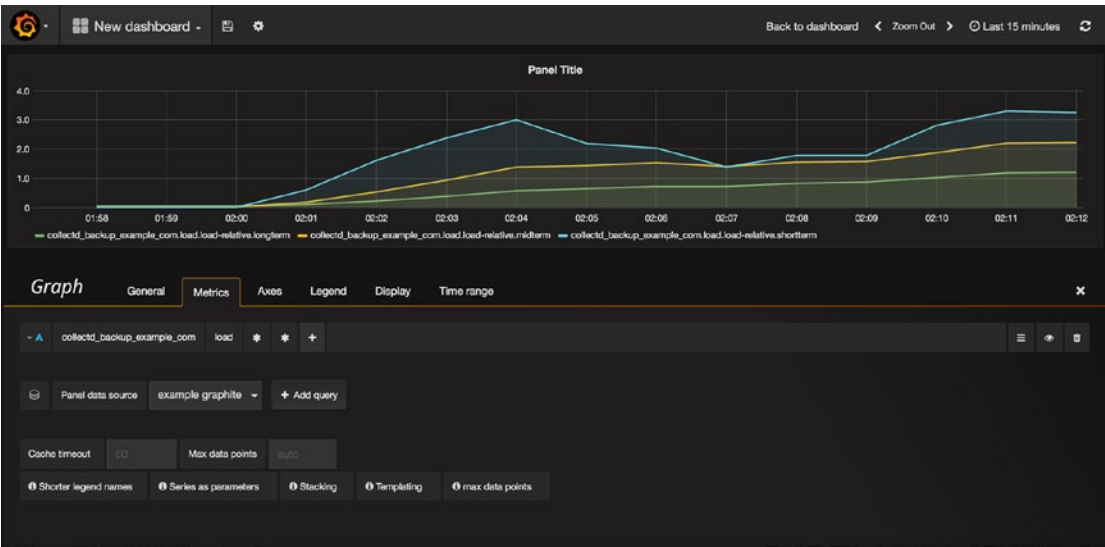 New dashboard Back to dashboard Zoom Out Last 15 minutes
Panel Title
4.0
3.0
2.0
1.0
0
01:58 01:59 02:00 02:01 02:02 02:03 02:04 02:05 02:06 02:07 02:08 02:09 02:10 02:11 02:12
collectd_backup_example_com.load.load-relative.longterm collectd_backup_example_com.load.load-relative.midterm collectd_backup_example_com.load.load-relative.shortterm
Graph General Metrics Axes Legend Display Time range
A collectd_backup_example_com load * * +
Panel data source example graphite + Add query
Cache timeout 60 Max data points auto
Shorter legend names Series as parameters Stacking Templating max data points